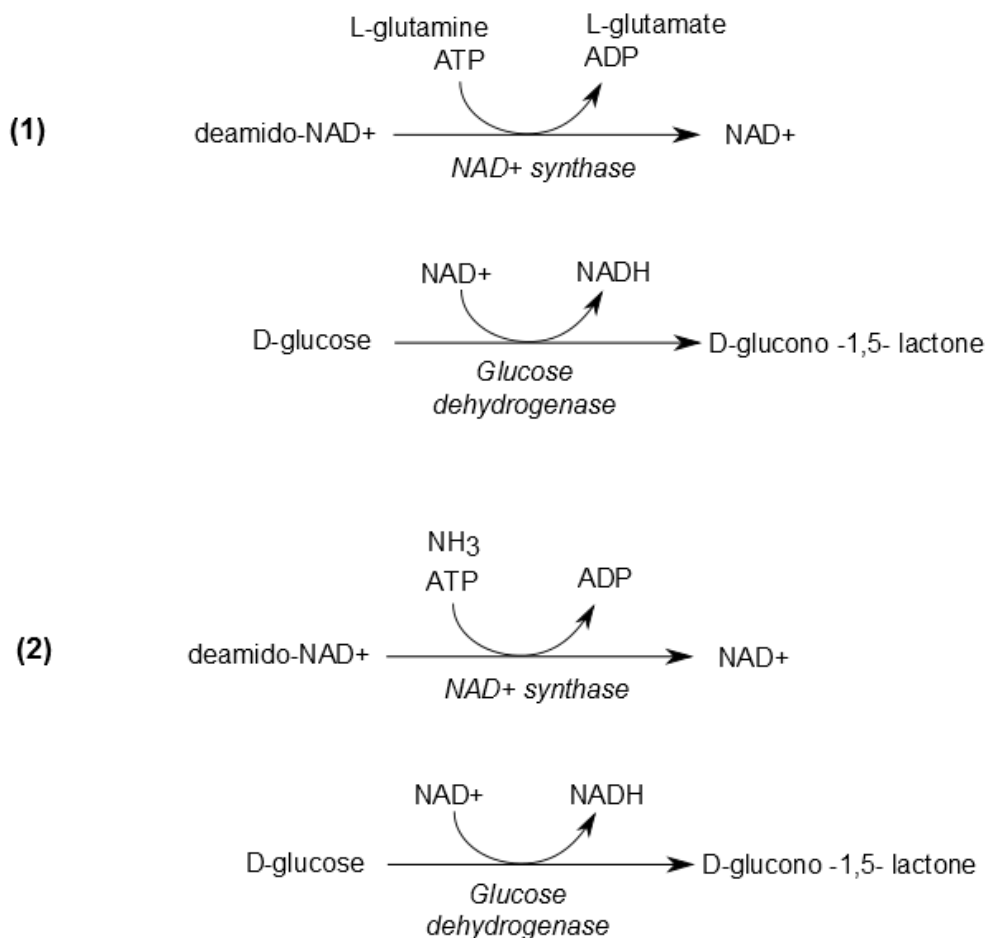 L-glutamine L-glutamate
ATP ADP
(1) deamido-NAD+ NAD+
NAD+ synthase
NAD+ NADH
D-glucose D-glucono -1,5- lactone
Glucose
dehydrogenase
NH3
ATP ADP
(2) deamido-NAD+ NAD+
NAD+ synthase
NAD+ NADH
D-glucose D-glucono -1,5- lactone
Glucose
dehydrogenase